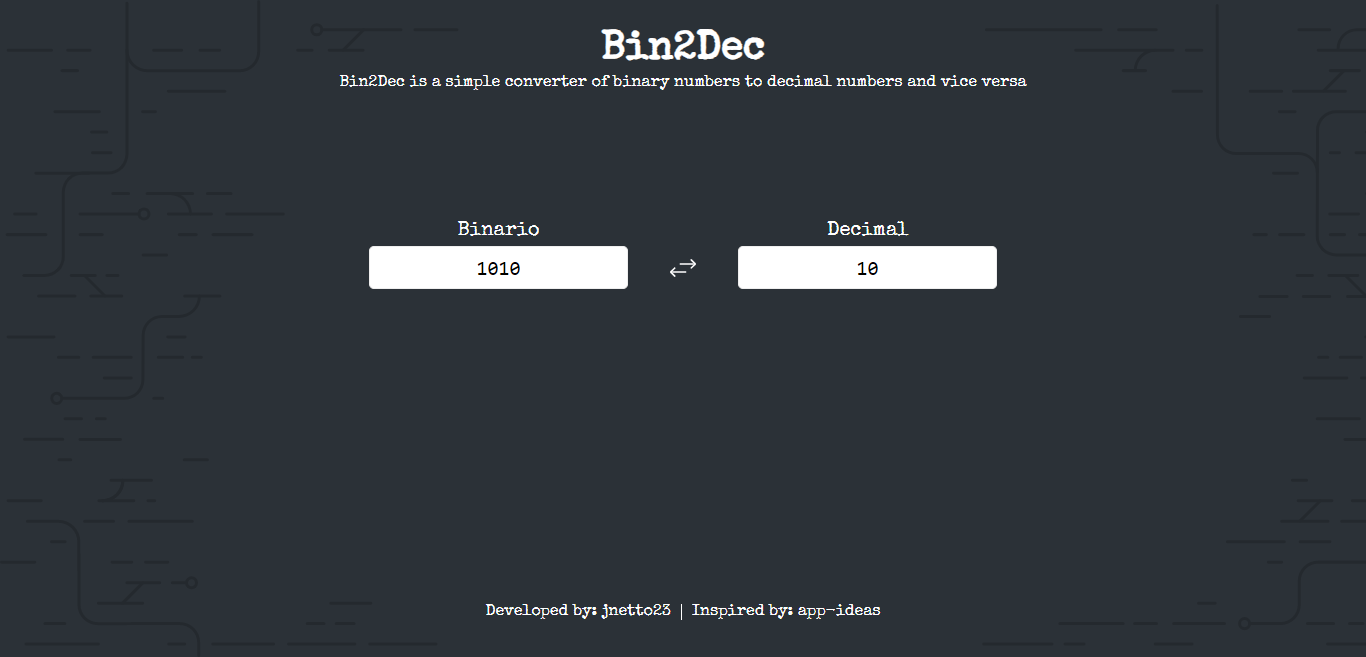 Bin2Dec
Bin2Dec is a simple converter of binary numbers to decimal numbers and vice versa
Binario
Decimal
1010
10
Developed by: jnetto23 | Inspired by: app-ideas